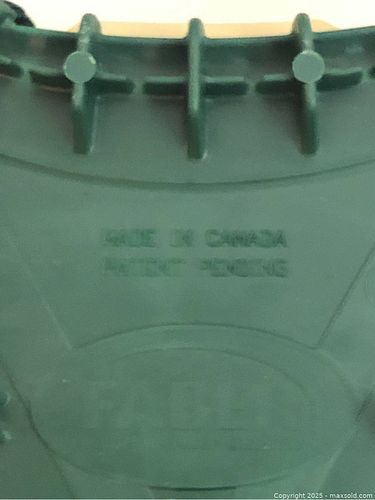 MADE IN CANADA
PATENT PENDING
Copyright 2025 - maxsold.com